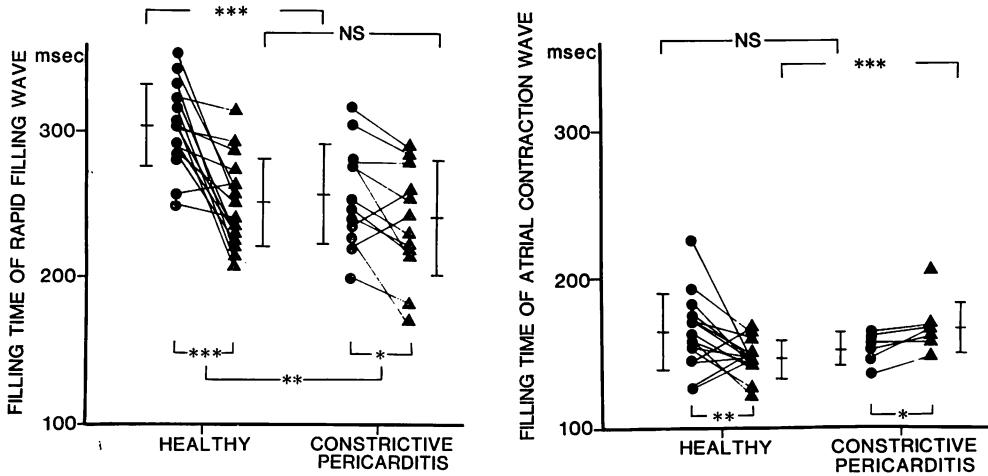 ***
NS
msec
300
200
100
FILLING TIME OF RAPID FILLING WAVE
***
*
**
HEALTHY
CONSTRICTIVE
PERICARDITIS
NS
***
msec
300
200
100
FILLING TIME OF ATRIAL CONTRACTION WAVE
**
*
HEALTHY
CONSTRICTIVE
PERICARDITIS